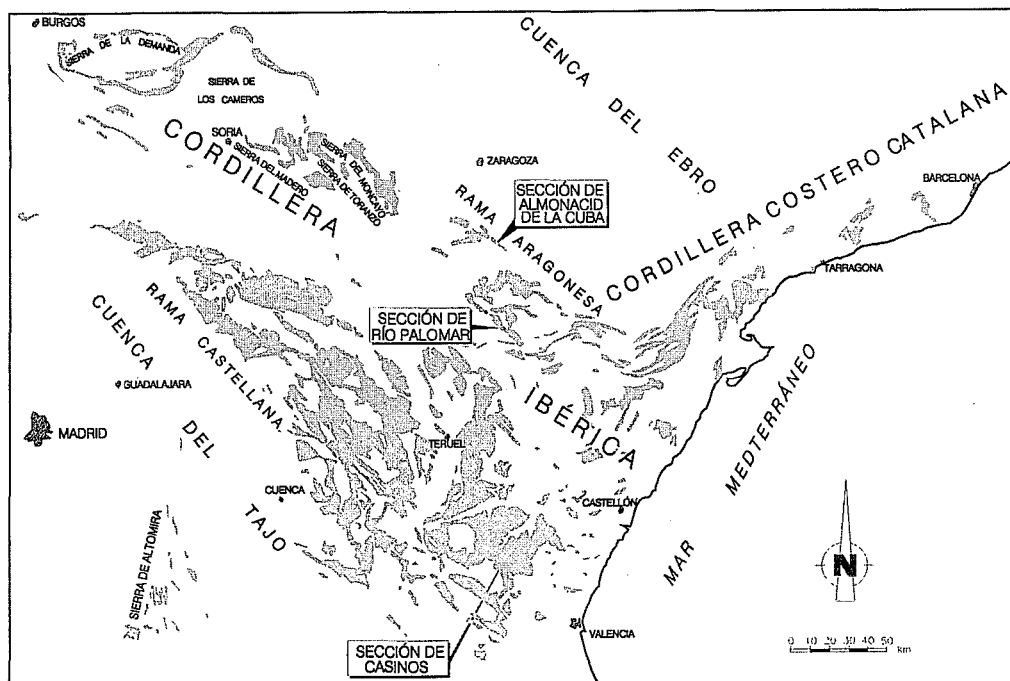 BURGOS
SIERRA DE LA DEMANDA
SIERRA DE
LOS CAMEROS
CUENCA DEL EBRO
SORIA
CORDILLERA
SIERRA DEL MADERO
SIERRA DEL MONCAYO
SIERRA DE TORANZO
ZARAGOZA
SECCIÓN DE
ALMONACID
DE LA CUBA
RAMA ARAGONESA
CORDILLERA COSTERO CATALANA
BARCELONA
TARRAGONA
CUENCA DEL TAJO
RAMA CASTELLANA
SECCIÓN DE
RÍO PALOMAR
GUADALAJARA
MADRID
IBÉRICA
TERUEL
CUENCA
CASTELLÓN
MAR MEDTERRÁNEO
SIERRA DE ALTOMIRA
VALENCIA
SECCIÓN DE
CASINOS
N
0 10 20 30 40 50
km